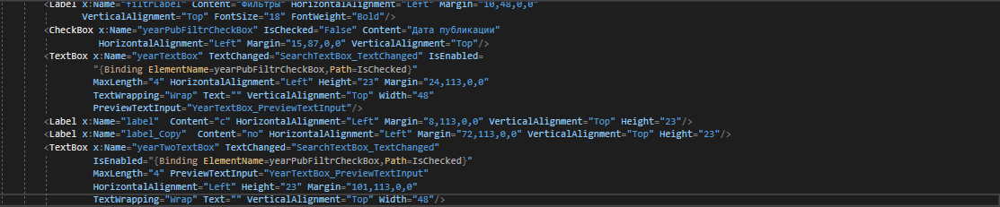 <Label x:Name="filtrLabel" Content="Фильтры" HorizontalAlignment="Left" Margin="10,48,0,0"
VerticalAlignment="Top" FontSize="18" FontWeight="Bold"/>
<CheckBox x:Name="yearPubFiltrCheckBox" IsChecked="False" Content="Дата публикации"
HorizontalAlignment="Left" Margin="15,87,0,0" VerticalAlignment="Top"/>
<TextBox x:Name="yearTextBox" TextChanged="SearchTextBox_TextChanged" IsEnabled=
"{Binding ElementName=yearPubFiltrCheckBox,Path=IsChecked}"
MaxLength="4" HorizontalAlignment="Left" Height="23" Margin="24,113,0,0"
TextWrapping="Wrap" Text="" VerticalAlignment="Top" Width="48"
PreviewTextInput="YearTextBox_PreviewTextInput"/>
<Label x:Name="label"  Content="с" HorizontalAlignment="Left" Margin="8,113,0,0" VerticalAlignment="Top" Height="23"/>
<Label x:Name="label_Copy"  Content="по" HorizontalAlignment="Left" Margin="72,113,0,0" VerticalAlignment="Top" Height="23"/>
<TextBox x:Name="yearTwoTextBox" TextChanged="SearchTextBox_TextChanged"
IsEnabled="{Binding ElementName=yearPubFiltrCheckBox,Path=IsChecked}"
MaxLength="4" PreviewTextInput="YearTextBox_PreviewTextInput"
HorizontalAlignment="Left" Height="23" Margin="101,113,0,0"
TextWrapping="Wrap" Text="" VerticalAlignment="Top" Width="48"/>